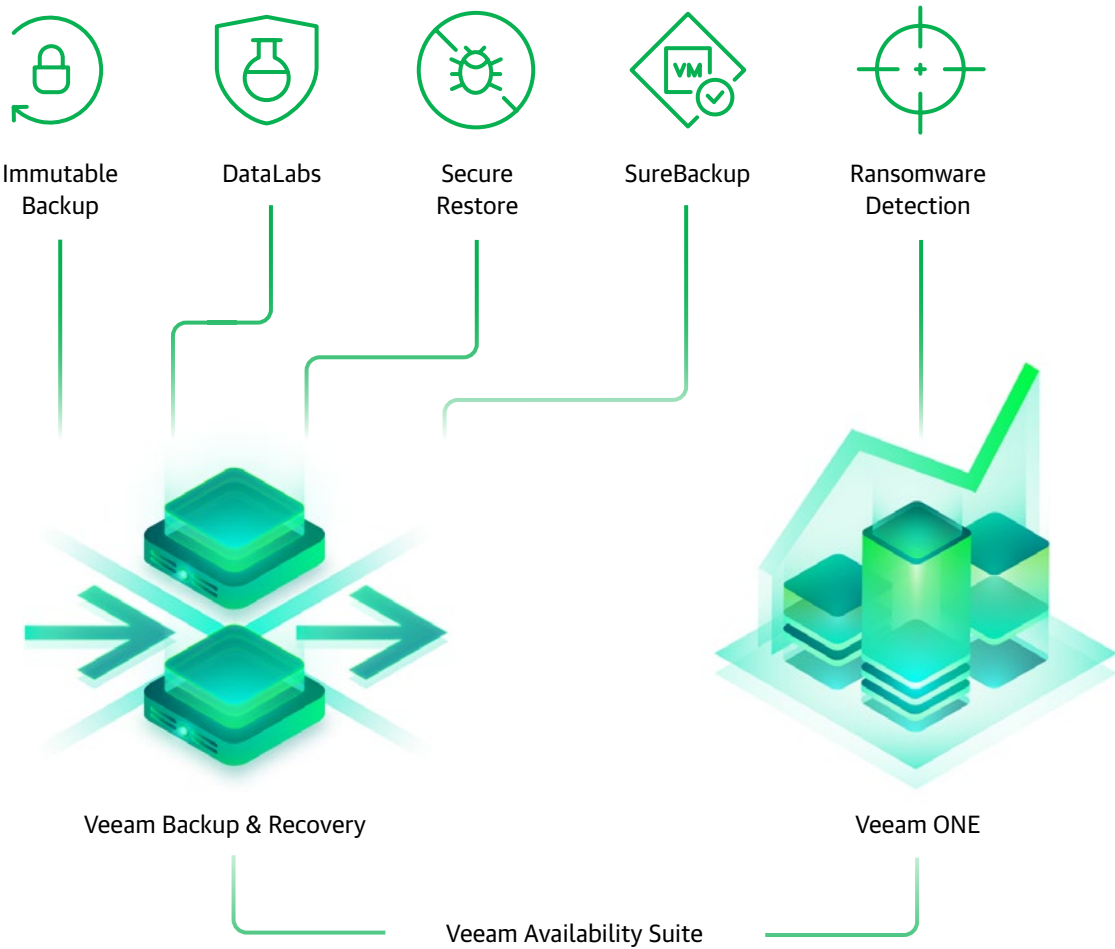 VM
Immutable
Backup
DataLabs
Secure
Restore
SureBackup
Ransomware
Detection
Veeam Backup & Recovery
Veeam ONE
Veeam Availability Suite